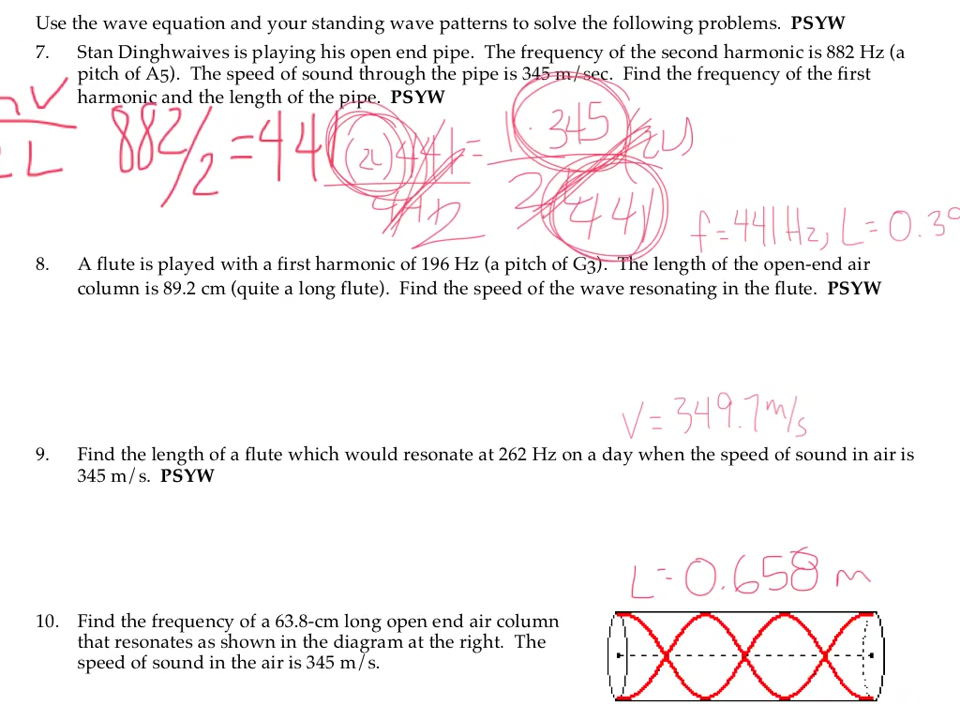 Use the wave equation and your standing wave patterns to solve the following problems. PSYW
7. Stan Dinghwaives is playing his open end pipe. The frequency of the second harmonic is 882 Hz (a
pitch of A5). The speed of sound through the pipe is 345 m/sec. Find the frequency of the first
harmonic and the length of the pipe. PSYW
882/2=441
345
2(441)
f=441Hz, L=0.39
8. A flute is played with a first harmonic of 196 Hz (a pitch of G3). The length of the open-end air
column is 89.2 cm (quite a long flute). Find the speed of the wave resonating in the flute. PSYW
V=349.7m/s
9. Find the length of a flute which would resonate at 262 Hz on a day when the speed of sound in air is
345 m/s. PSYW
L=0.658 m
10. Find the frequency of a 63.8-cm long open end air column
that resonates as shown in the diagram at the right. The
speed of sound in the air is 345 m/s.